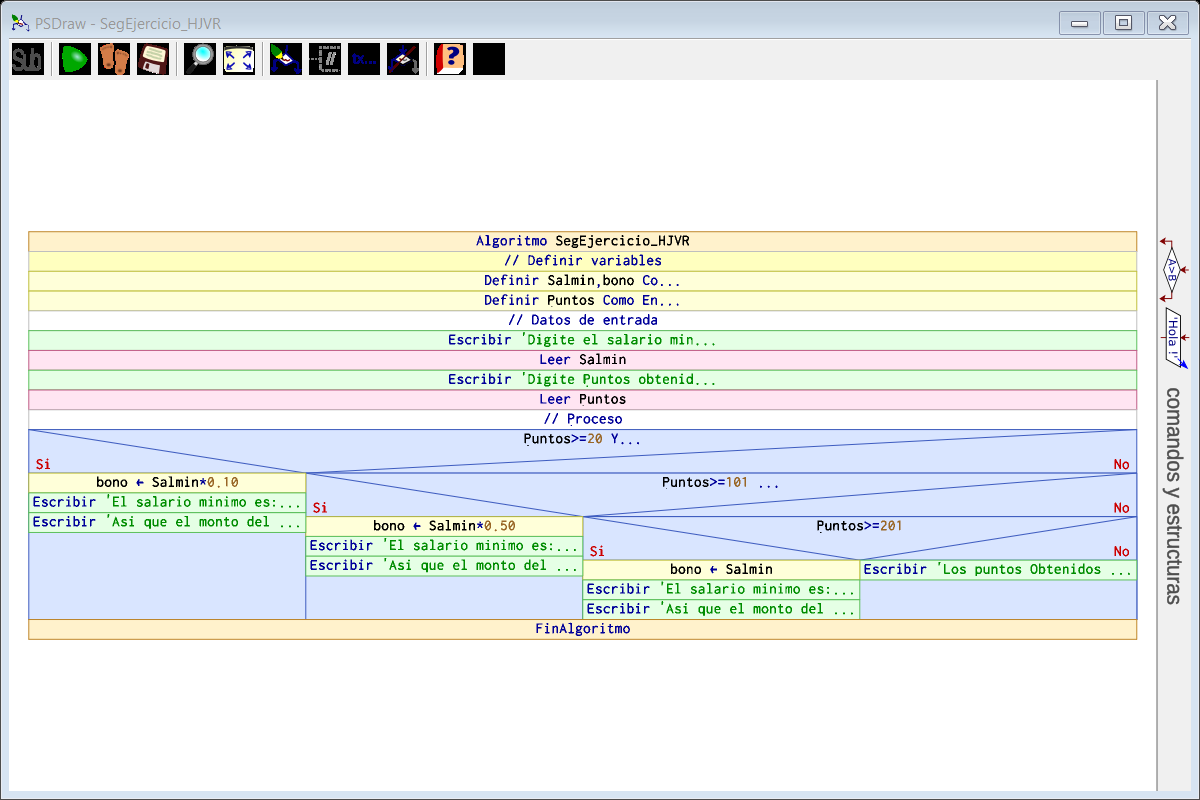 PSDraw - SegEjercicio_HJVR
Sub
Algoritmo SegEjercicio_HJVR
// Definir variables
Definir Salmin,bono Co...
Definir Puntos Como En...
// Datos de entrada
Escribir 'Digite el salario min...
Leer Salmin
Escribir 'Digite Puntos obtenid...
Leer Puntos
// Proceso
Puntos>=20 Y...
Si
No
bono ← Salmin*0.10
Escribir 'El salario minimo es:...
Escribir 'Asi que el monto del ...
Puntos>=101 ...
Si
No
bono ← Salmin*0.50
Escribir 'El salario minimo es:...
Escribir 'Asi que el monto del ...
Puntos>=201
Si
No
bono ← Salmin
Escribir 'El salario minimo es:...
Escribir 'Asi que el monto del ...
Escribir 'Los puntos Obtenidos ...
FinAlgoritmo
A>B
'Hola !'
comandos y estructuras